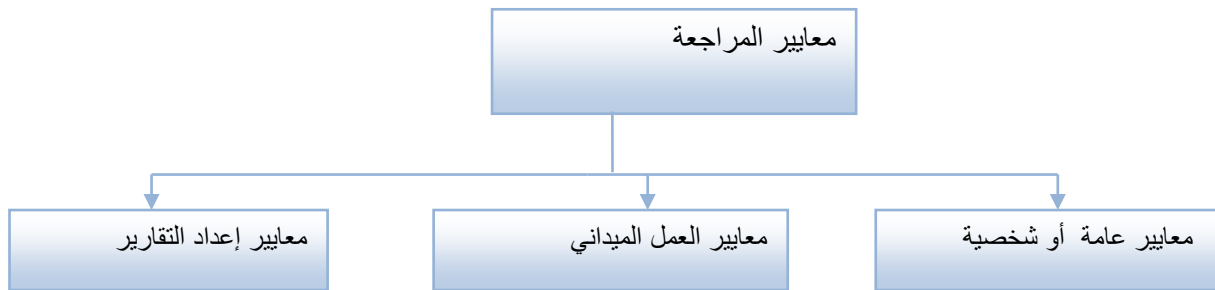 معايير المراجعة
معايير عامة أو شخصية
معايير العمل الميداني
معايير إعداد التقارير